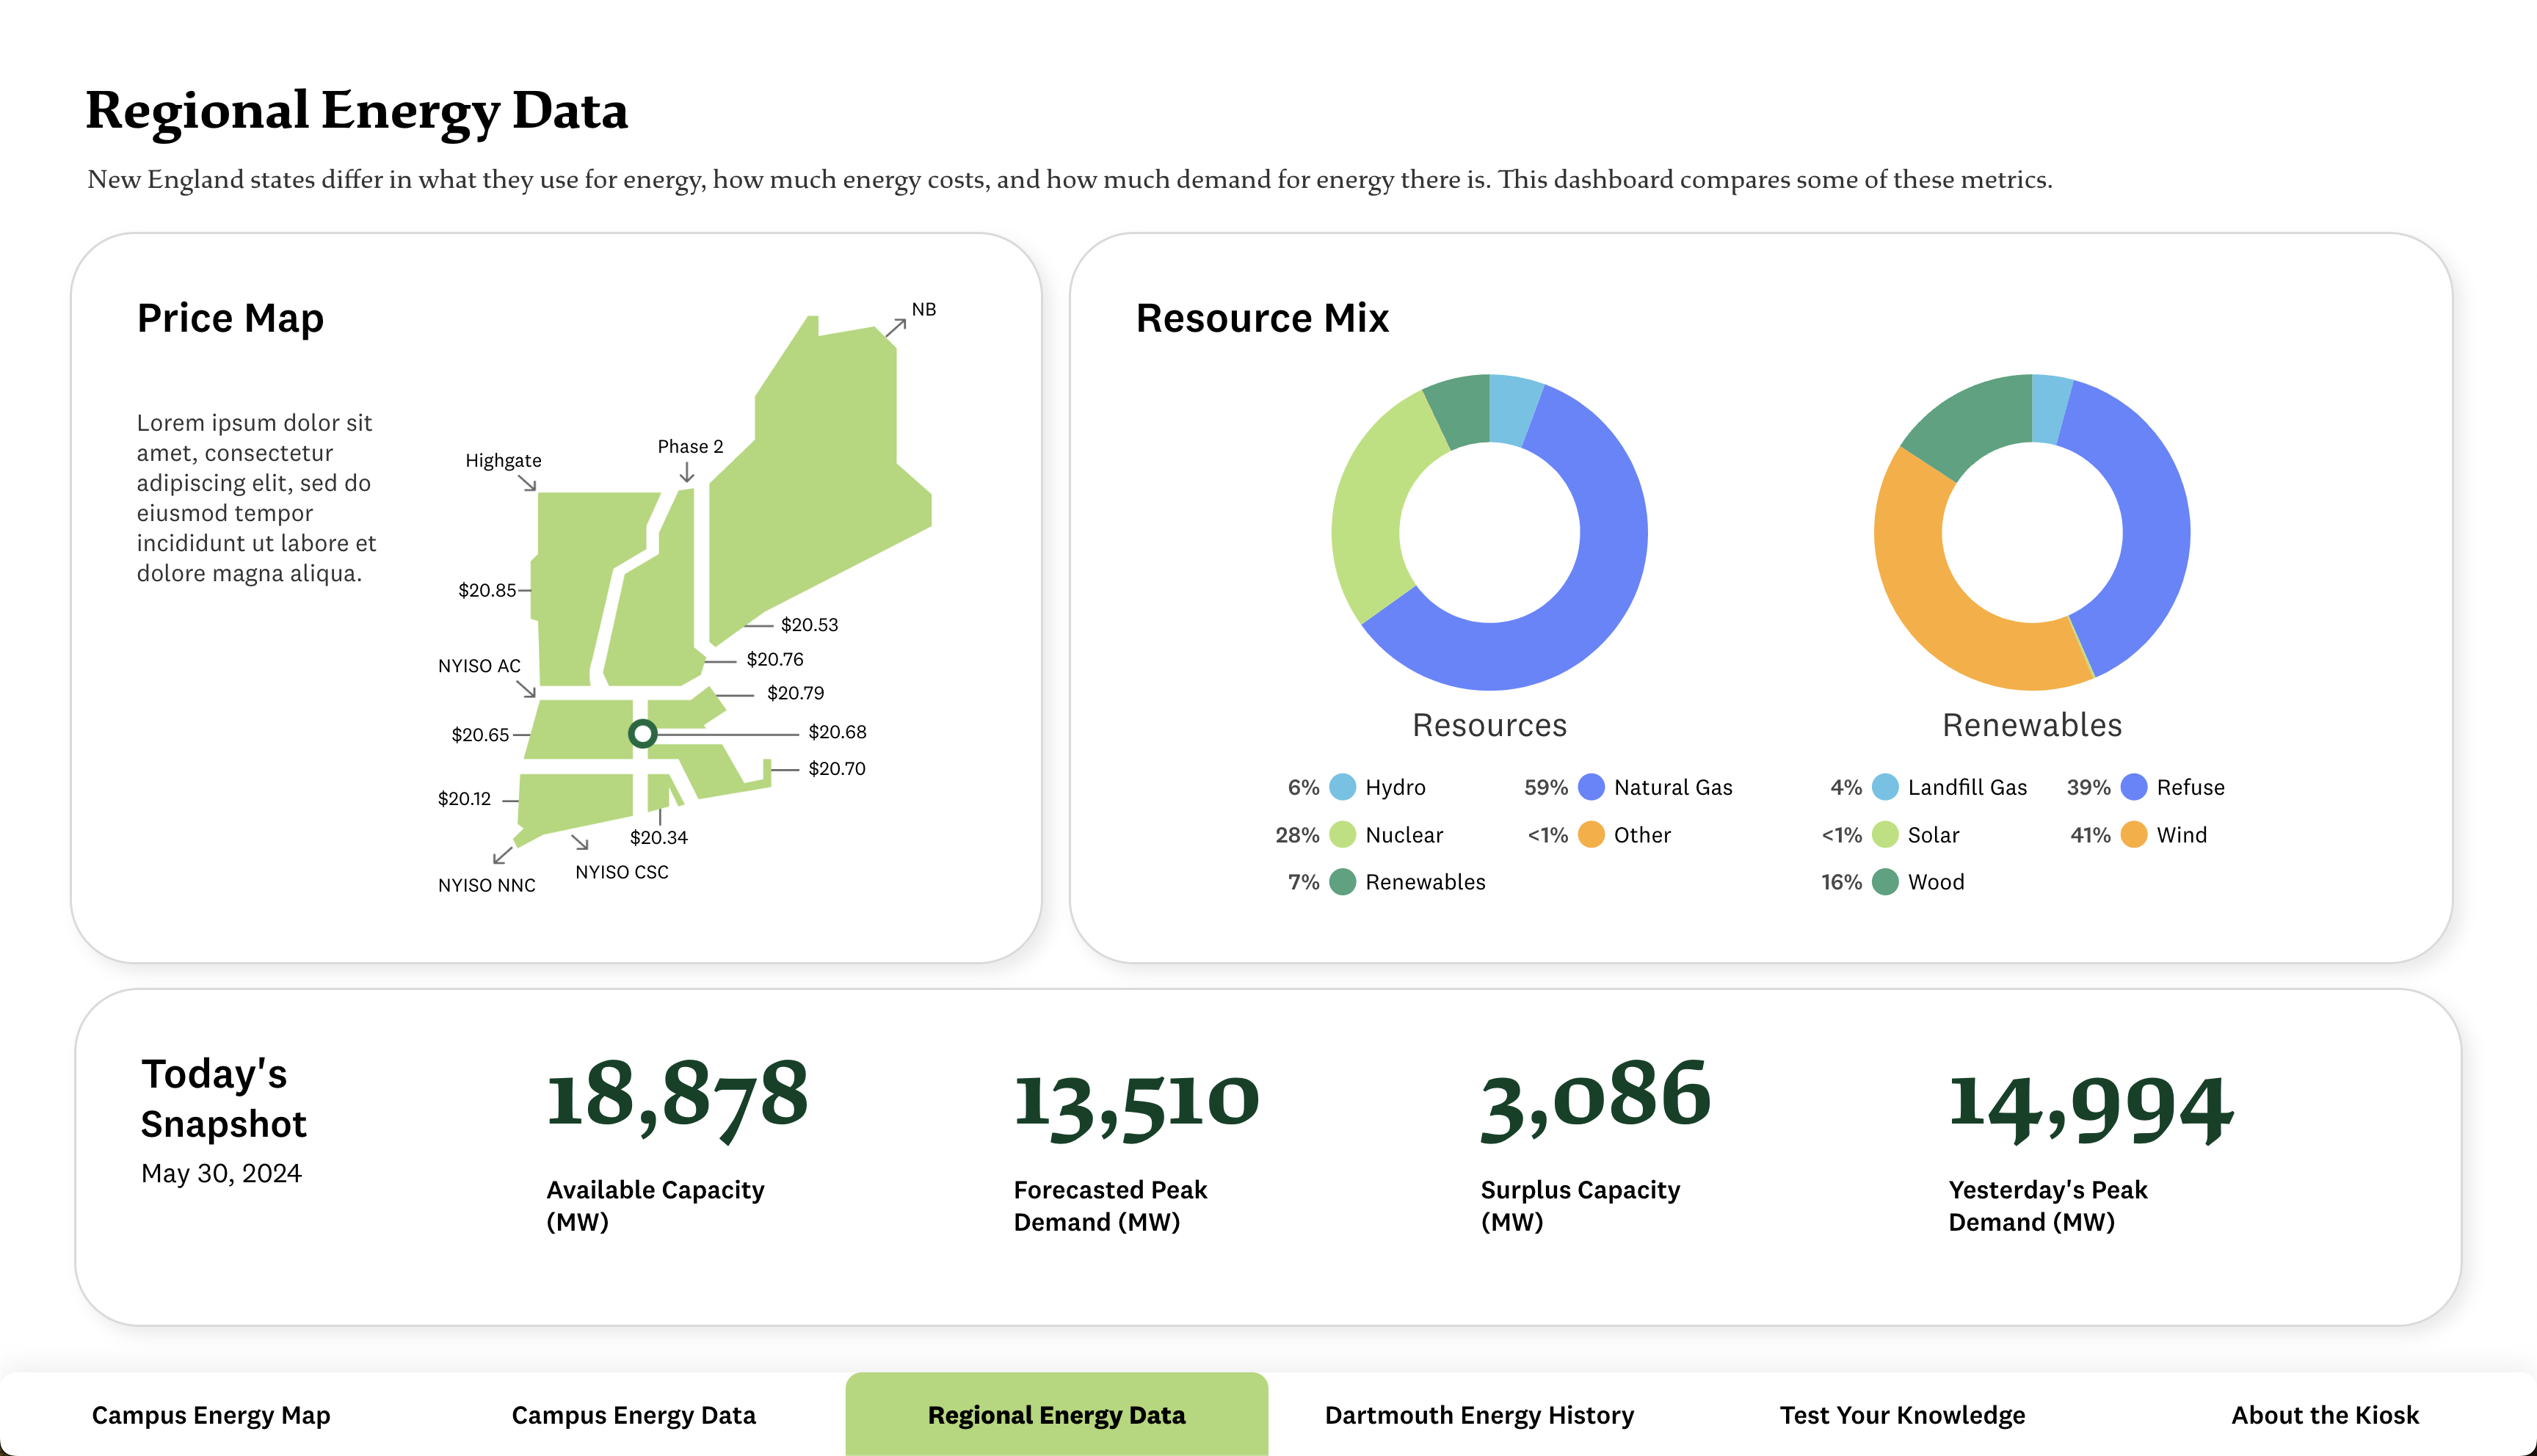 Regional Energy Data
New England states differ in what they use for energy, how much energy costs, and how much demand for energy there is. This dashboard compares some of these metrics.
Price Map
Lorem ipsum dolor sit
amet, consectetur
adipiscing elit, sed do
eiusmod tempor
incididunt ut labore et
dolore magna aliqua.
NB
Phase 2
Highgate
$20.85
$20.53
$20.76
NYISO AC
$20.79
$20.65
$20.68
$20.70
$20.12
$20.34
NYISO CSC
NYISO NNC
Resource Mix
Resources
6% Hydro
59% Natural Gas
28% Nuclear
<1% Other
7% Renewables
Renewables
4% Landfill Gas
39% Refuse
<1% Solar
41% Wind
16% Wood
Today's
Snapshot
May 30, 2024
18,878
Available Capacity
(MW)
13,510
Forecasted Peak
Demand (MW)
3,086
Surplus Capacity
(MW)
14,994
Yesterday's Peak
Demand (MW)
Campus Energy Map
Campus Energy Data
Regional Energy Data
Dartmouth Energy History
Test Your Knowledge
About the Kiosk